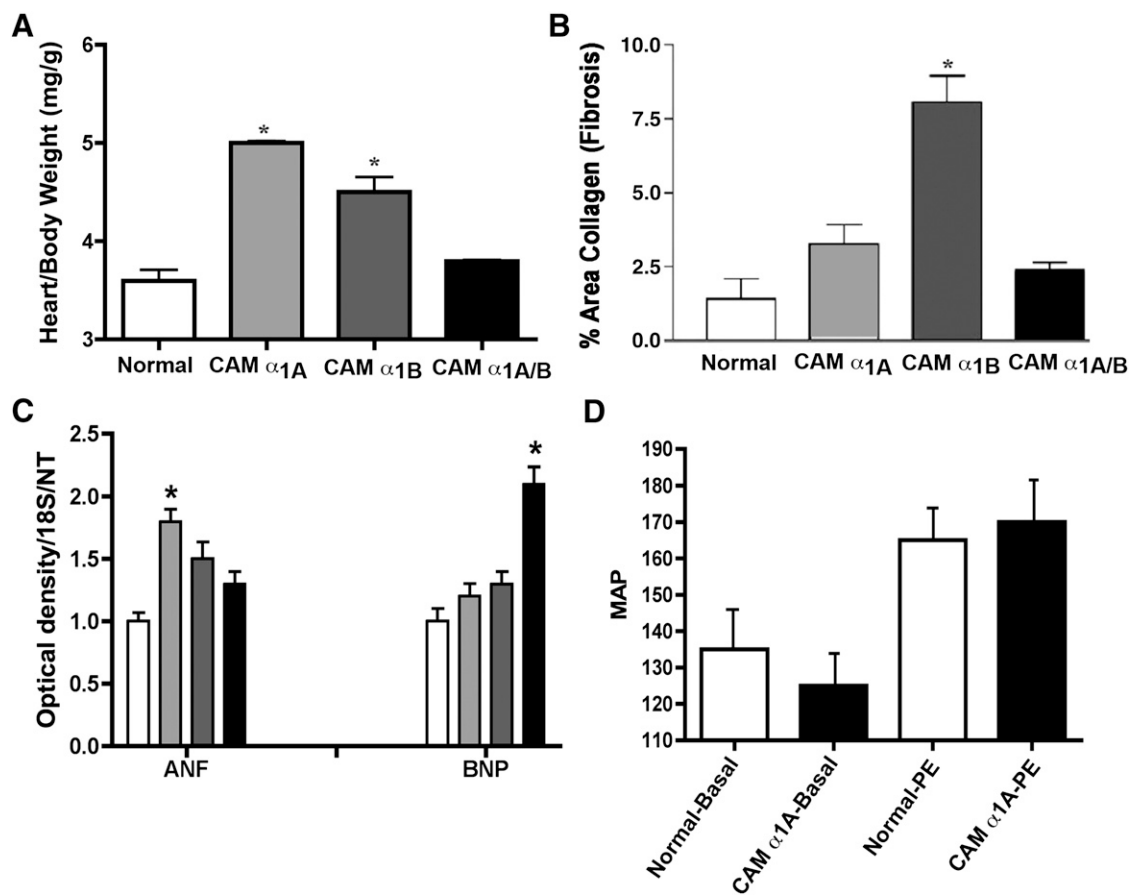 A
Heart/Body Weight (mg/g)
6
5
4
3
*
*
Normal
CAM α1A
CAM α1B
CAM α1A/B
B
% Area Collagen (Fibrosis)
10.0
7.5
5.0
2.5
0.0
*
Normal
CAM α1A
CAM α1B
CAM α1A/B
C
Optical density/18S/NT
2.5
2.0
1.5
1.0
0.5
0.0
*
*
ANF
BNP
D
MAP
190
180
170
160
150
140
130
120
110
Normal-Basal
CAM α1A-Basal
Normal-PE
CAM α1A-PE